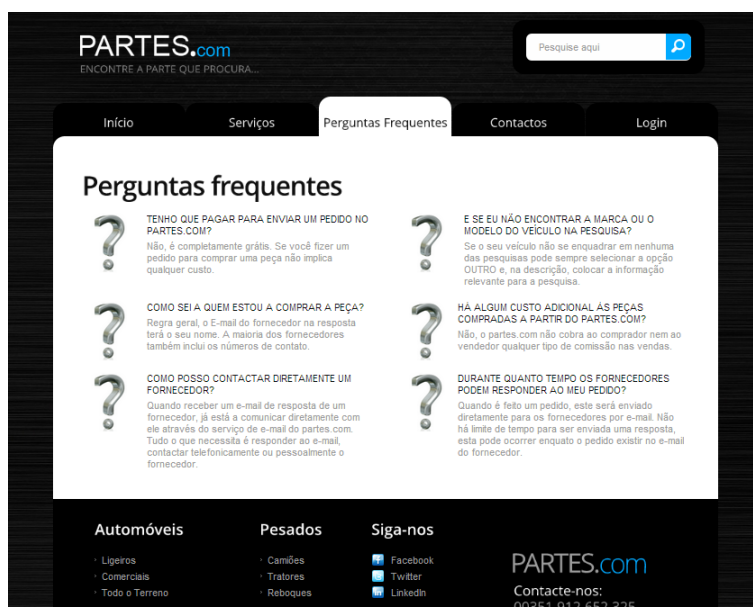 PARTES.com
ENCONTRE A PARTE QUE PROCURA...
Pesquise aqui
Início
Serviços
Perguntas Frequentes
Contactos
Login
Perguntas frequentes
TENHO QUE PAGAR PARA ENVIAR UM PEDIDO NO
PARTES.COM?
Não, é completamente grátis. Se você fizer um
pedido para comprar uma peça não implica
qualquer custo.
E SE EU NÃO ENCONTRAR A MARCA OU O
MODELO DO VEÍCULO NA PESQUISA?
Se o seu veículo não se enquadrar em nenhuma
das pesquisas pode sempre selecionar a opção
OUTRO e, na descrição, colocar a informação
relevante para a pesquisa.
COMO SEI A QUEM ESTOU A COMPRAR A PEÇA?
Regra geral, o E-mail do fornecedor na resposta
terá o seu nome. A maioria dos fornecedores
também inclui os números de contato.
HÁ ALGUM CUSTO ADICIONAL ÁS PEÇAS
COMPRADAS A PARTIR DO PARTES.COM?
Não, o partes.com não cobra ao comprador nem ao
vendedor qualquer tipo de comissão nas vendas.
COMO POSSO CONTACTAR DIRETAMENTE UM
FORNECEDOR?
Quando receber um e-mail de resposta de um
fornecedor, já está a comunicar diretamente com
ele através do serviço de e-mail do partes.com.
Tudo o que necessita é responder ao e-mail,
contactar telefonicamente ou pessoalmente o
fornecedor.
DURANTE QUANTO TEMPO OS FORNECEDORES
PODEM RESPONDER AO MEU PEDIDO?
Quando é feito um pedido, este será enviado
diretamente para os fornecedores por e-mail. Não
há limite de tempo para ser enviada uma resposta,
esta pode ocorrer enquato o pedido existir no e-mail
do fornecedor.
Automóveis
Ligeiros
Comerciais
Todo o Terreno
Pesados
Camiões
Tratores
Reboques
Siga-nos
Facebook
Twitter
LinkedIn
PARTES.com
Contacte-nos:
00351 912 652 325